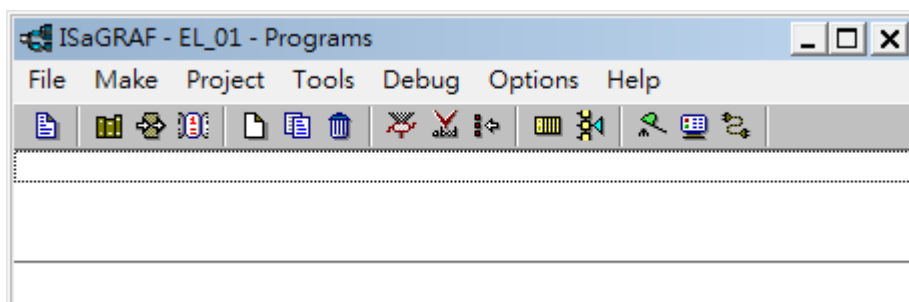 ISaGRAF - EL_01 - Programs
File Make Project Tools Debug Options Help